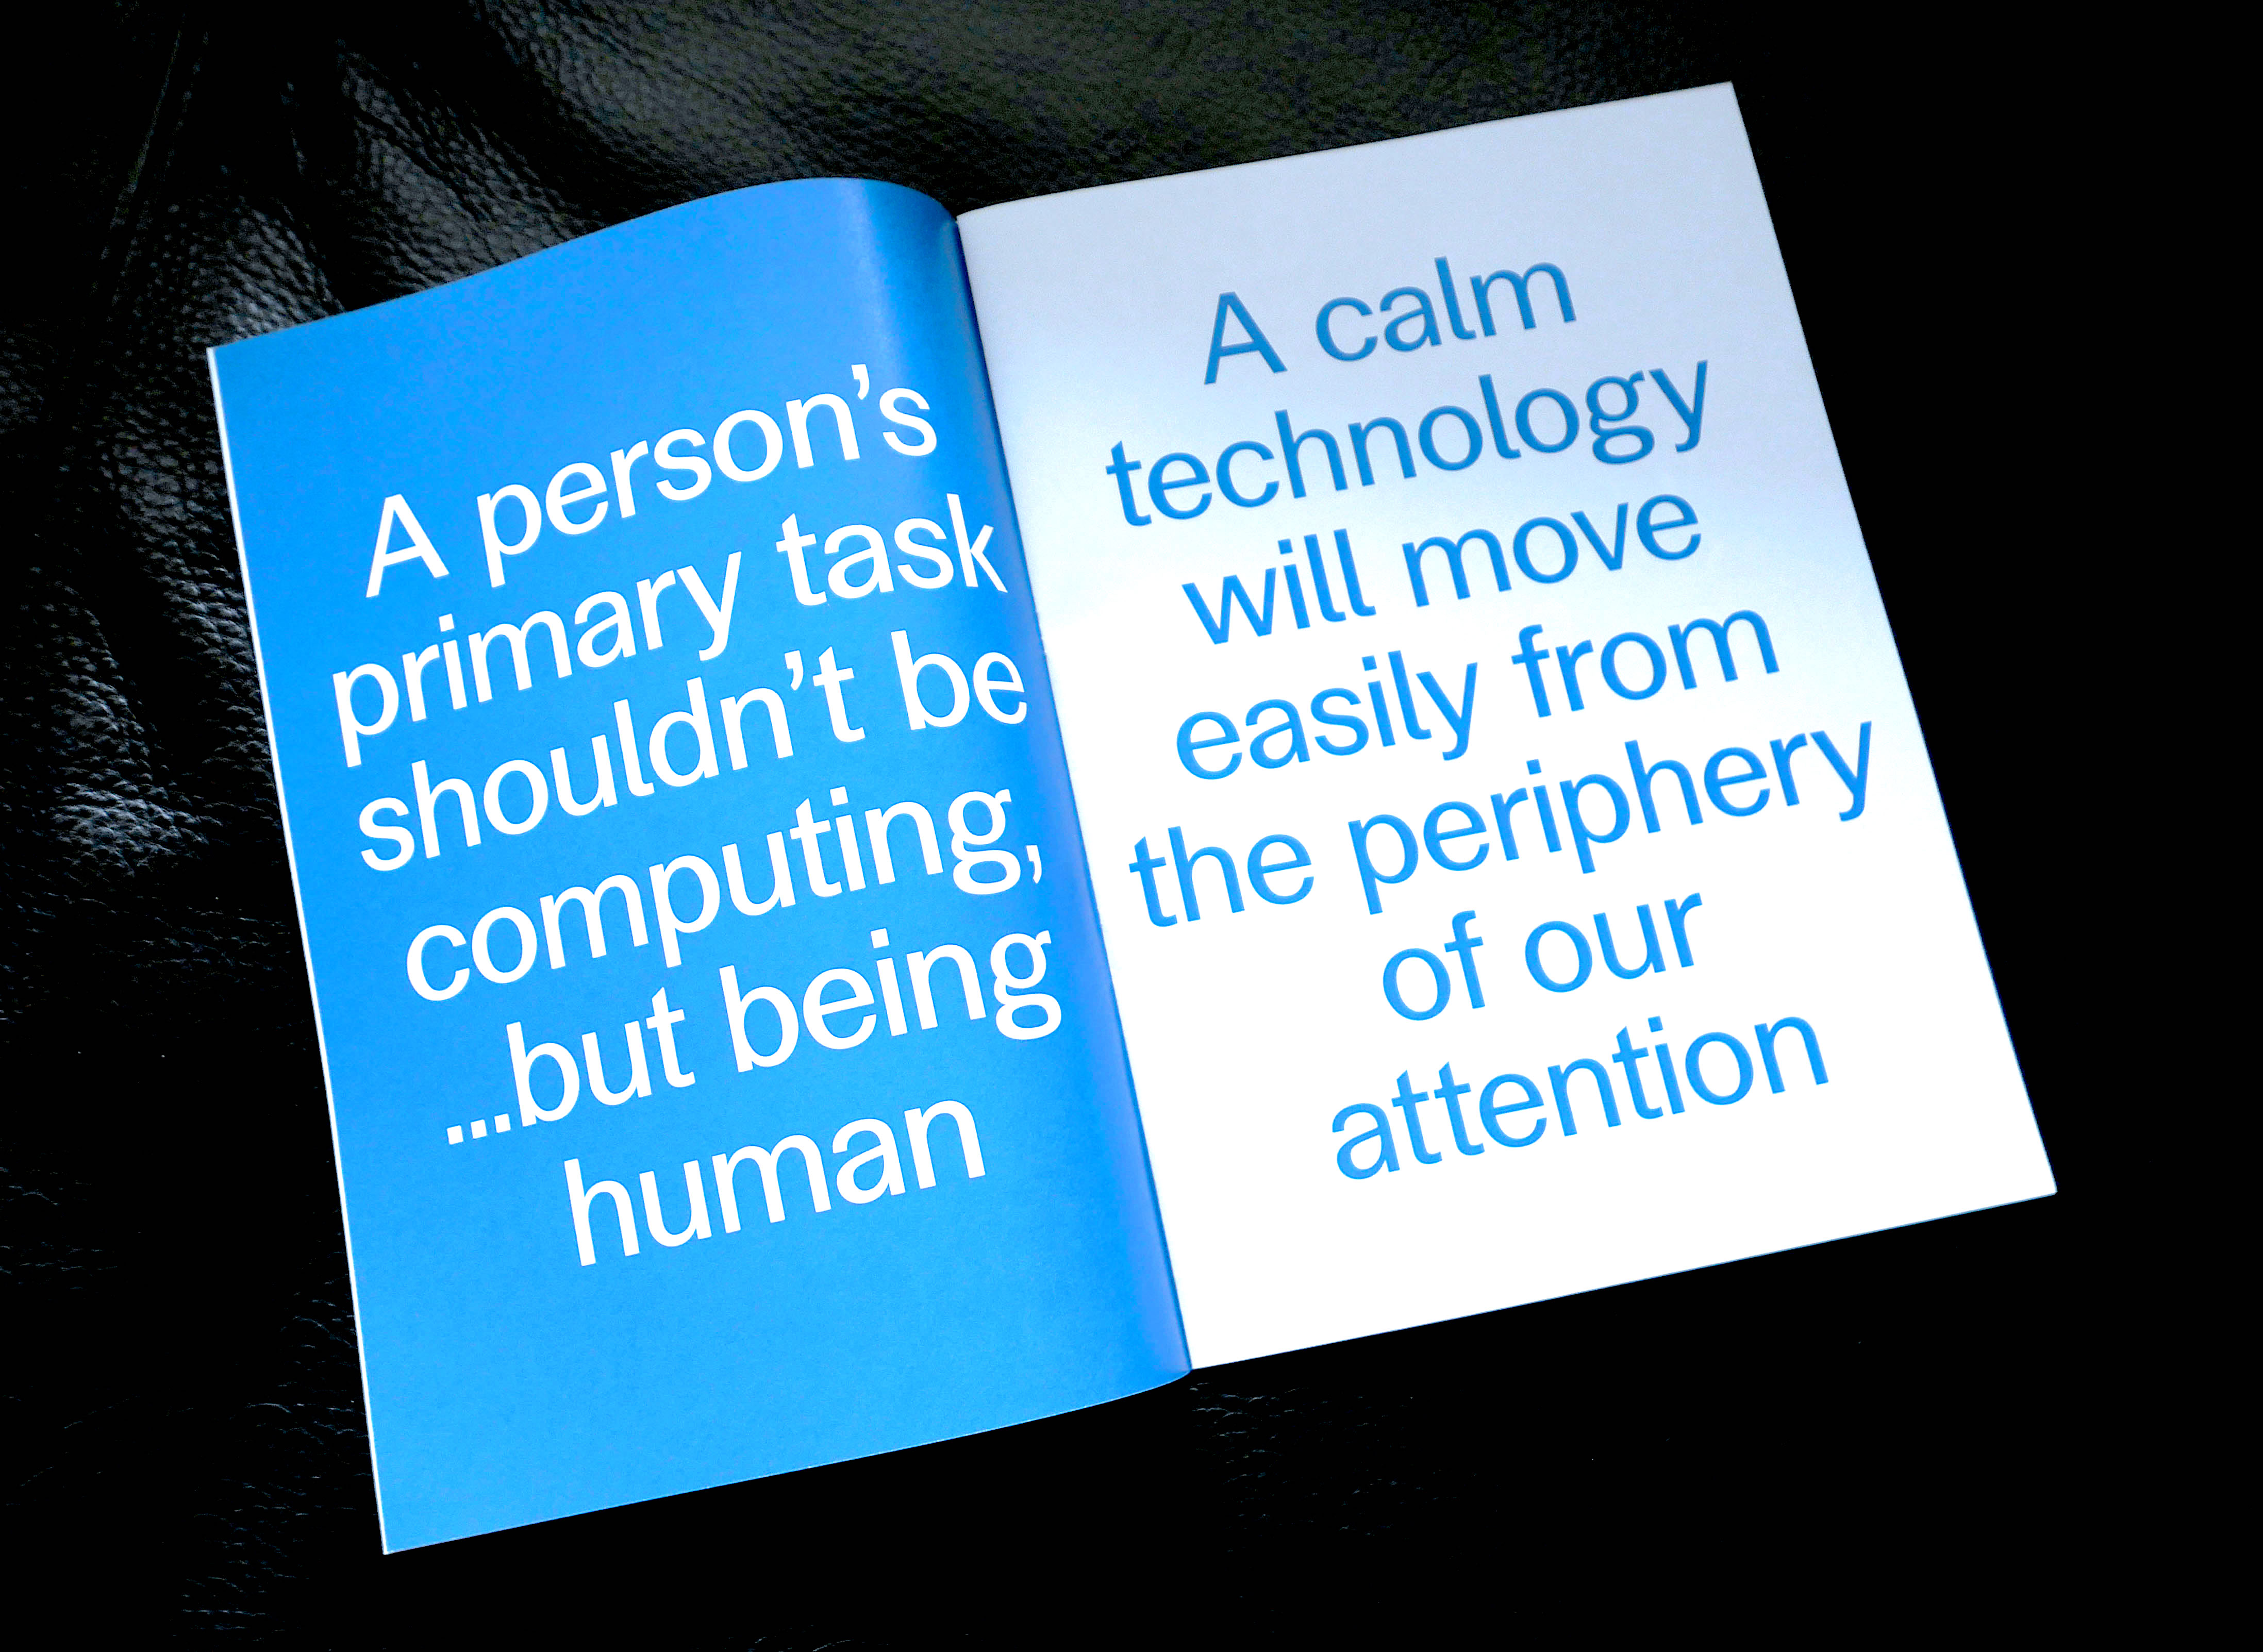 A person’s
primary task
shouldn’t be
computing,
...but being
human
A calm
technology
will move
easily from
the periphery
of our
attention